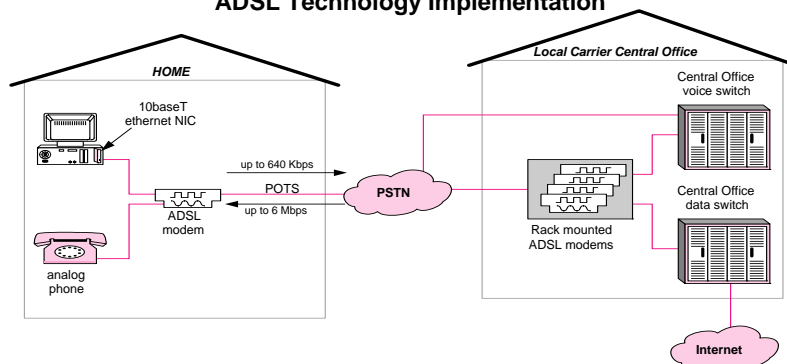 ADSL Technology Implementation
HOME
10baseT
ethernet NIC
up to 640 Kbps
POTS
up to 6 Mbps
ADSL
modem
analog
phone
PSTN
Local Carrier Central Office
Central Office
voice switch
Rack mounted
ADSL modems
Central Office
data switch
Internet